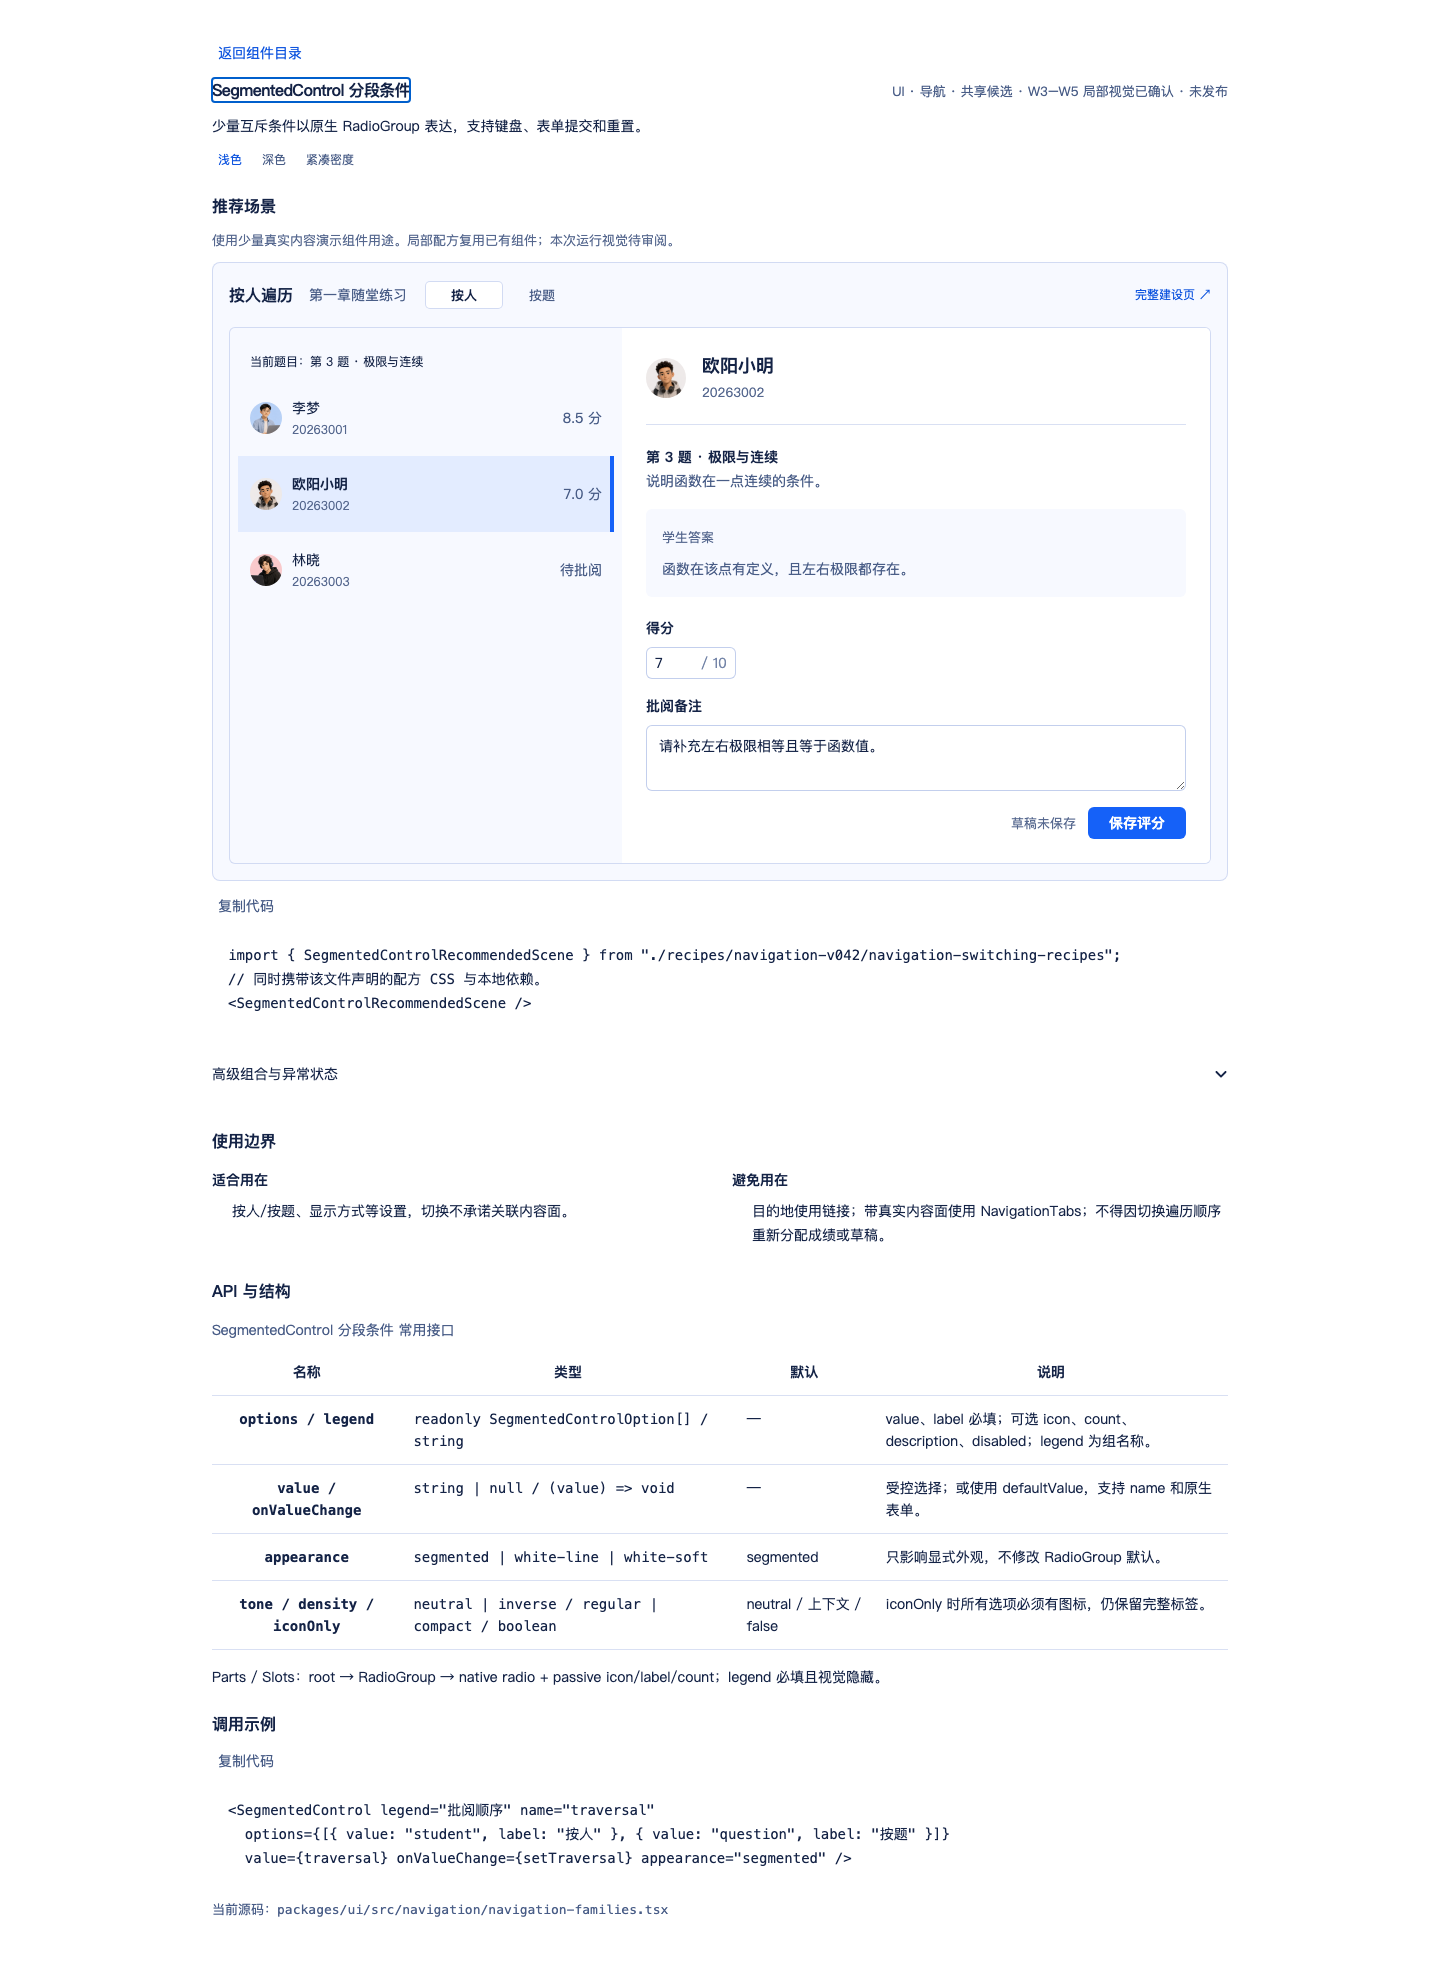 返回组件目录
SegmentedControl 分段条件
UI · 导航 · 共享候选 · W3—W5 局部视觉已确认 · 未发布
少量互斥条件以原生 RadioGroup 表达，支持键盘、表单提交和重置。
浅色 深色 紧凑密度
推荐场景
使用少量真实内容演示组件用途。局部配方复用已有组件；本次运行视觉待审阅。
按人遍历 第一章随堂练习 按人 按题 完整建设页 ↗
当前题目：第 3 题 · 极限与连续
李梦
20263001
8.5 分
欧阳小明
20263002
7.0 分
林晓
20263003
待批阅
欧阳小明
20263002
第 3 题 · 极限与连续
说明函数在一点连续的条件。
学生答案
函数在该点有定义，且左右极限都存在。
得分
7 / 10
批阅备注
请补充左右极限相等且等于函数值。
草稿未保存 保存评分
复制代码
import { SegmentedControlRecommendedScene } from "./recipes/navigation-v042/navigation-switching-recipes";
// 同时携带该文件声明的配方 CSS 与本地依赖。
<SegmentedControlRecommendedScene />
高级组合与异常状态
使用边界
适合用在
按人/按题、显示方式等设置，切换不承诺关联内容面。
避免用在
目的地使用链接；带真实内容面使用 NavigationTabs；不得因切换遍历顺序
重新分配成绩或草稿。
API 与结构
SegmentedControl 分段条件 常用接口
名称 类型 默认 说明
options / legend
readonly SegmentedControlOption[] /
string
—
value、label 必填；可选 icon、count、
description、disabled；legend 为组名称。
value /
onValueChange
string | null / (value) => void
—
受控选择；或使用 defaultValue，支持 name 和原生
表单。
appearance
segmented | white-line | white-soft
segmented
只影响显式外观，不修改 RadioGroup 默认。
tone / density /
iconOnly
neutral | inverse / regular |
compact / boolean
neutral / 上下文 /
false
iconOnly 时所有选项必须有图标，仍保留完整标签。
Parts / Slots：root → RadioGroup → native radio + passive icon/label/count；legend 必填且视觉隐藏。
调用示例
复制代码
<SegmentedControl legend="批阅顺序" name="traversal"
options={[{ value: "student", label: "按人" }, { value: "question", label: "按题" }]}
value={traversal} onValueChange={setTraversal} appearance="segmented" />
当前源码：packages/ui/src/navigation/navigation-families.tsx